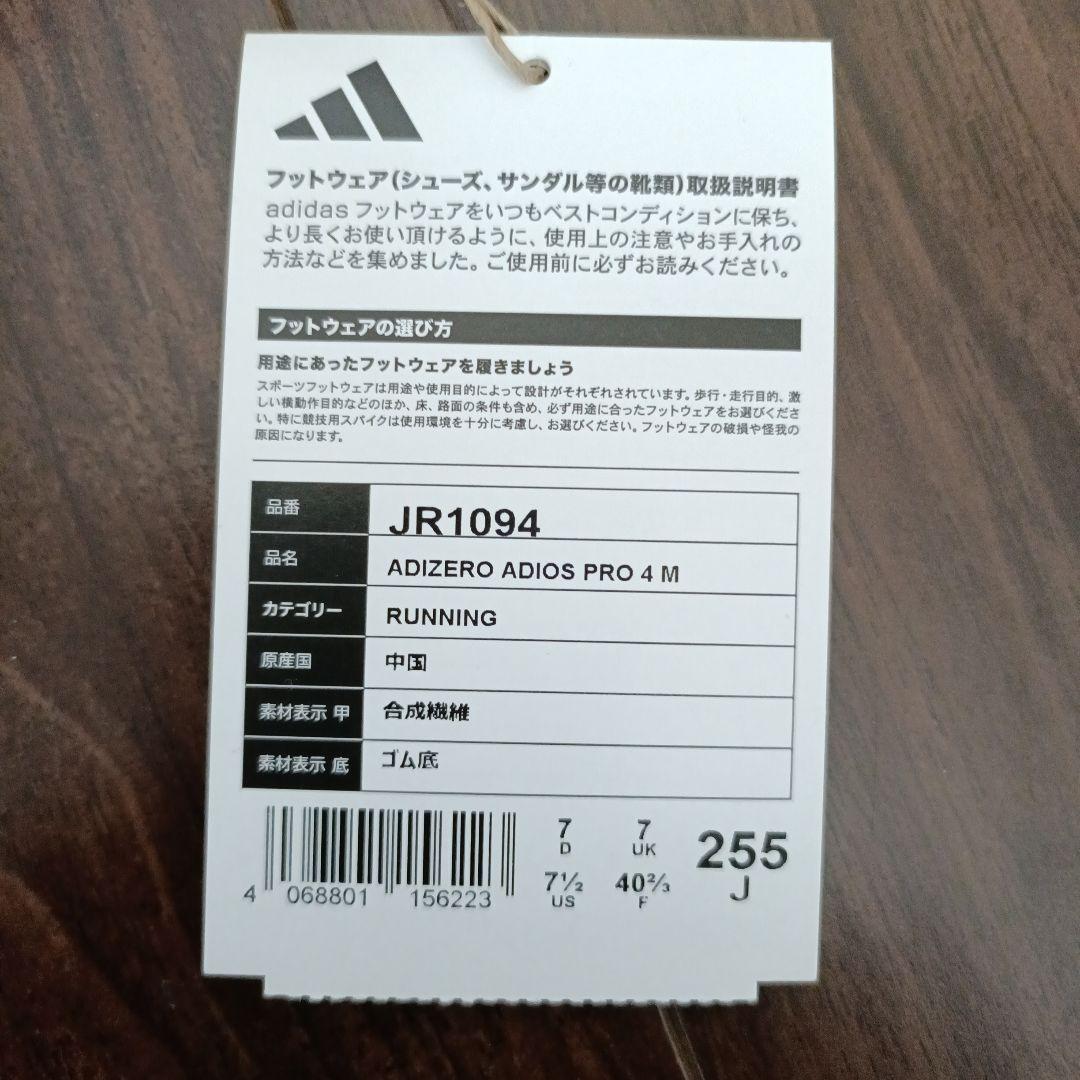 フットウェア(シューズ、サンダル等の靴類)取扱説明書
adidas フットウェアをいつもベストコンディションに保ち、
より長くお使い頂けるように、使用上の注意やお手入れの
方法などを集めました。ご使用前に必ずお読みください。
フットウェアの選び方
用途にあったフットウェアを履きましょう
スポーツフットウェアは用途や使用目的によって設計がそれぞれされています。歩行・走行目的、激
しい横動作目的などのほか、床、路面の条件も含め、必ず用途に合ったフットウェアをお選びくださ
い。特に競技用スパイクは使用環境を十分に考慮し、お選びください。フットウェアの破損や怪我の
原因になります。
品番 JR1094
品名 ADIZERO ADIOS PRO 4 M
カテゴリー RUNNING
原産国 中国
素材表示 甲 合成繊維
素材表示 底 ゴム底
7 7 255
D UK J
7½ 40⅔
US F
4 068801 156223